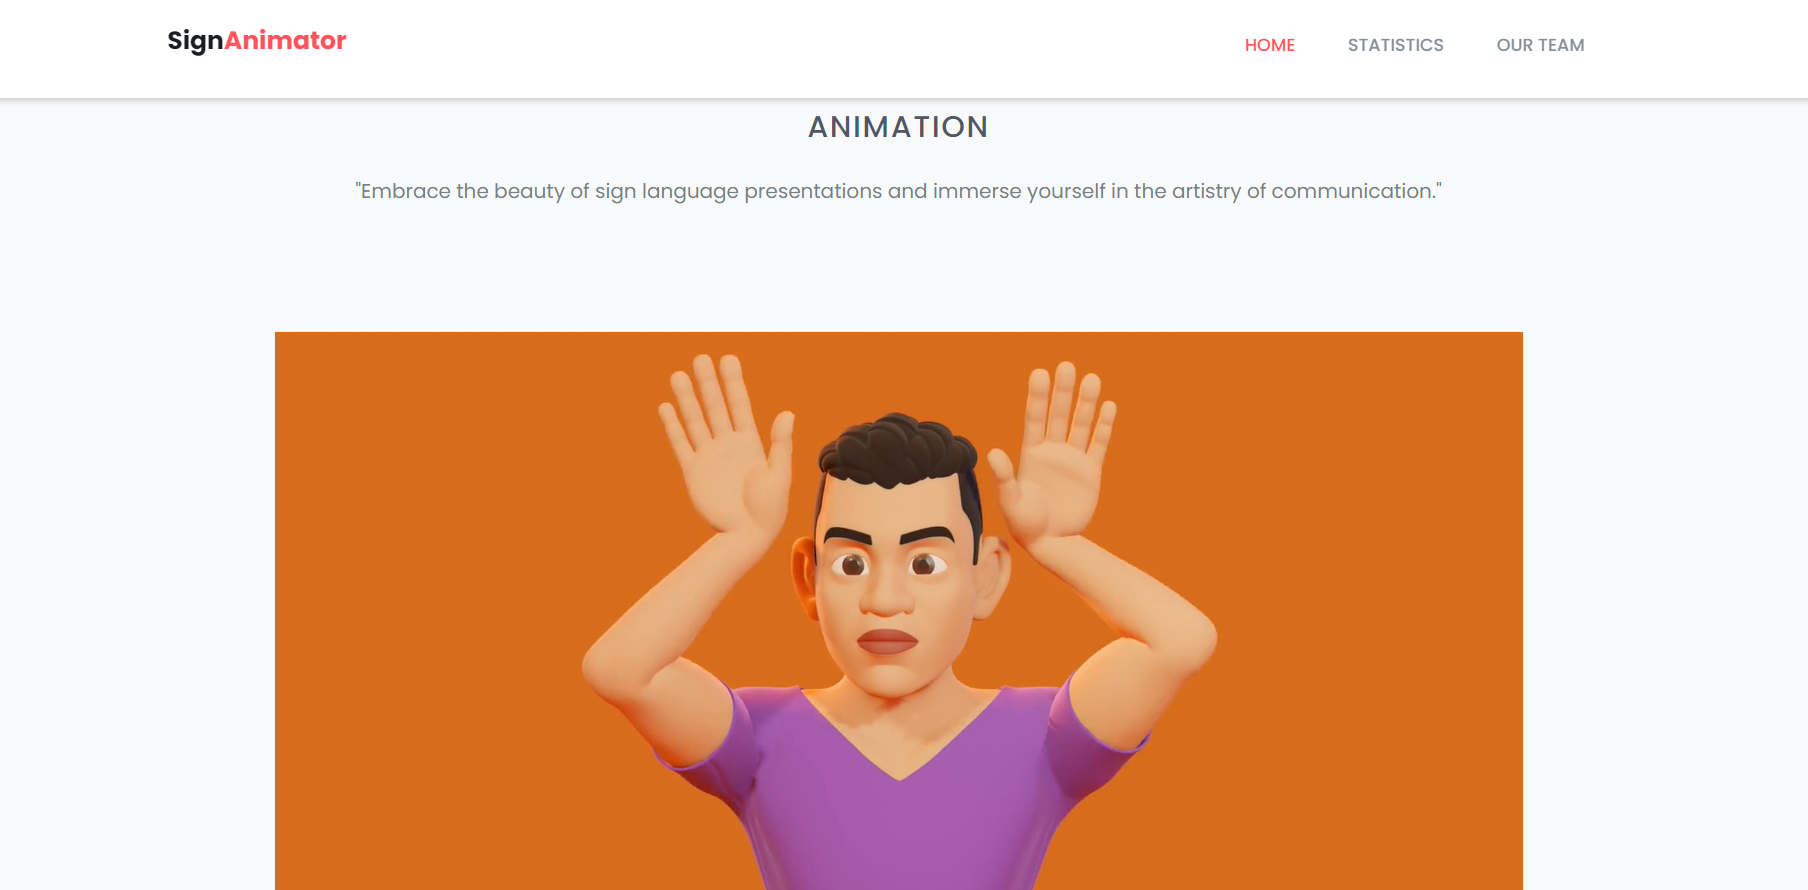 SignAnimator
HOME STATISTICS OUR TEAM
ANIMATION
"Embrace the beauty of sign language presentations and immerse yourself in the artistry of communication."